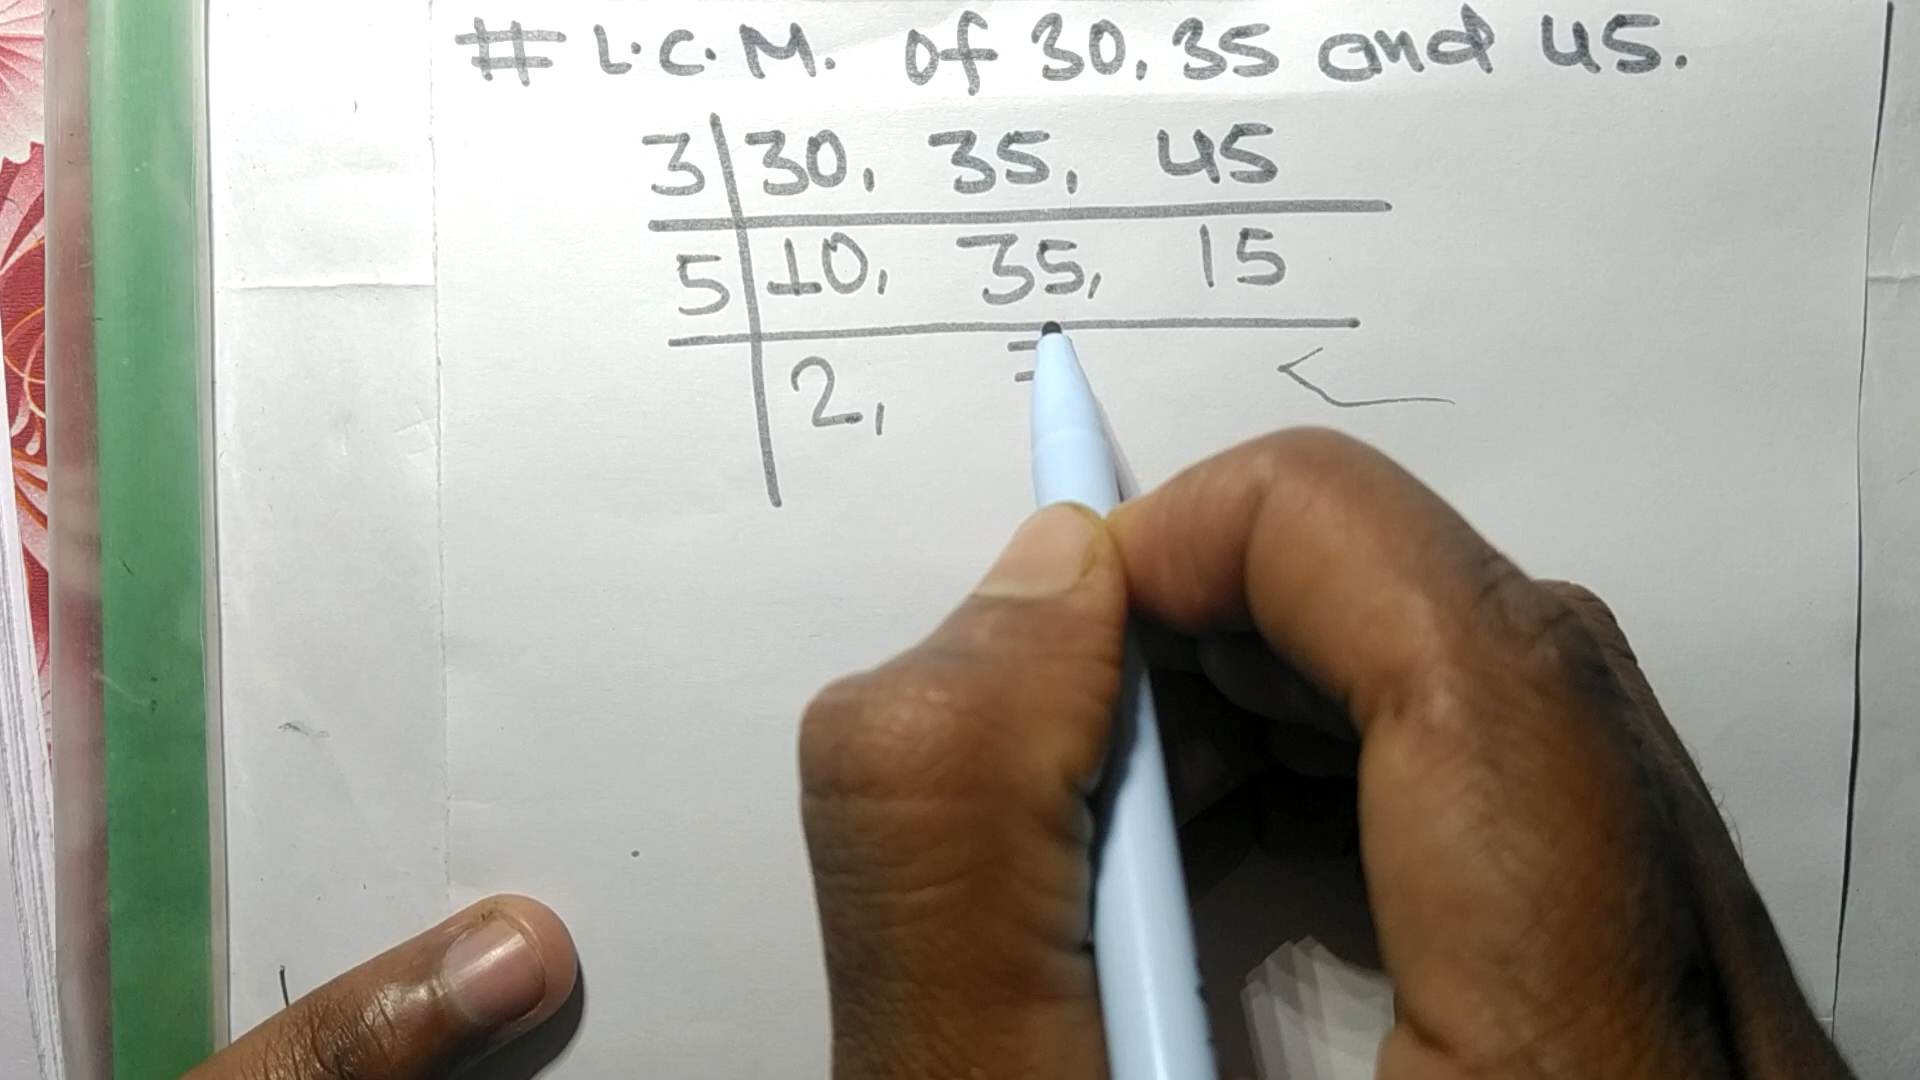 # L.C.M. of 30, 35 and 45.
3 30, 35, 45
5 10, 35, 15
2,